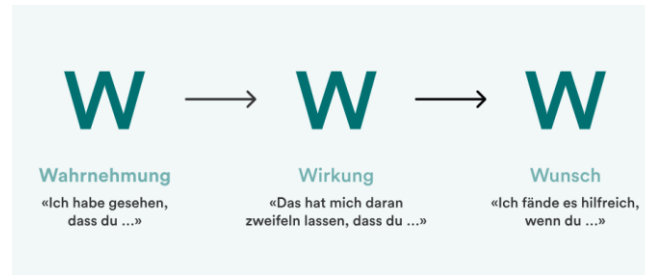 W W W
Wahrnehmung
«Ich habe gesehen,
dass du ...»
Wirkung
«Das hat mich daran
zweifeln lassen, dass du ...»
Wunsch
«Ich fände es hilfreich,
wenn du ...»